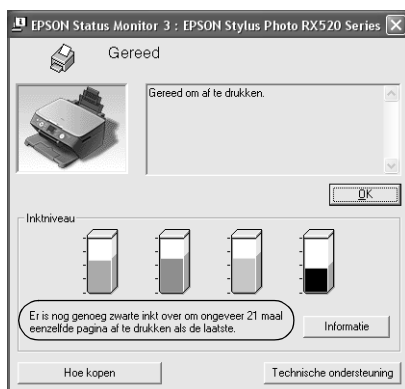 EPSON Status Monitor 3 : EPSON Stylus Photo RX520 Series
Gereed
Gereed om af te drukken.
OK
Inktniveau
Er is nog genoeg zwarte inkt over om ongeveer 21 maal
eenzelfde pagina af te drukken als de laatste.
Informatie
Hoe kopen
Technische ondersteuning